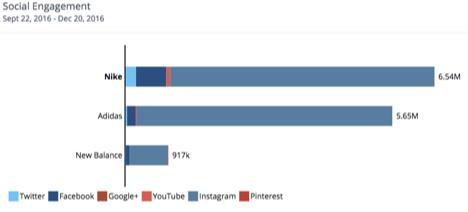 Social Engagement
Sept 22, 2016 - Dec 20, 2016
Nike 6.54M
Adidas 5.65M
New Balance 917k
Twitter Facebook Google+ YouTube Instagram Pinterest